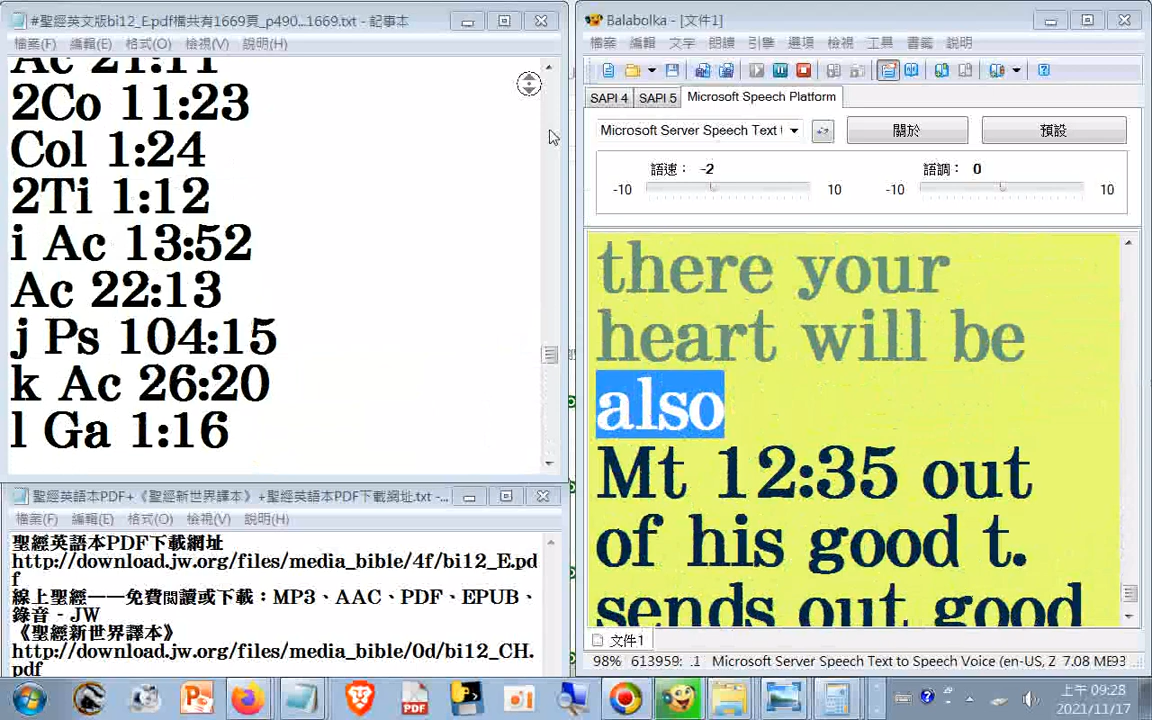 #聖經英文版bi12_E.pdf檔共有1669頁_p490...1669.txt - 記事本
檔案(F) 編輯(E) 格式(O) 檢視(V) 說明(H)
Ac 21:11
2Co 11:23
Col 1:24
2Ti 1:12
i Ac 13:52
Ac 22:13
j Ps 104:15
k Ac 26:20
l Ga 1:16
聖經英語本PDF+《聖經新世界譯本》+聖經英語本PDF下載網址.txt - ...
檔案(F) 編輯(E) 格式(O) 檢視(V) 說明(H)
聖經英語本PDF下載網址
http://download.jw.org/files/media_bible/4f/bi12_E.pd
f
線上聖經——免費閱讀或下載：MP3、AAC、PDF、EPUB、
錄音 - JW
《聖經新世界譯本》
http://download.jw.org/files/media_bible/0d/bi12_CH.
pdf
Balabolka - [文件1]
檔案 編輯 文字 朗讀 引擎 選項 檢視 工具 書籤 說明
SAPI 4 SAPI 5 Microsoft Speech Platform
Microsoft Server Speech Text 關於 預設
語速： -2 語調： 0
-10 10 -10 10
there your
heart will be
also
Mt 12:35 out
of his good t.
sends out good
文件1
98% 613959: .1 Microsoft Server Speech Text to Speech Voice (en-US, Z 7.08 ME93
上午 09:28
2021/11/17